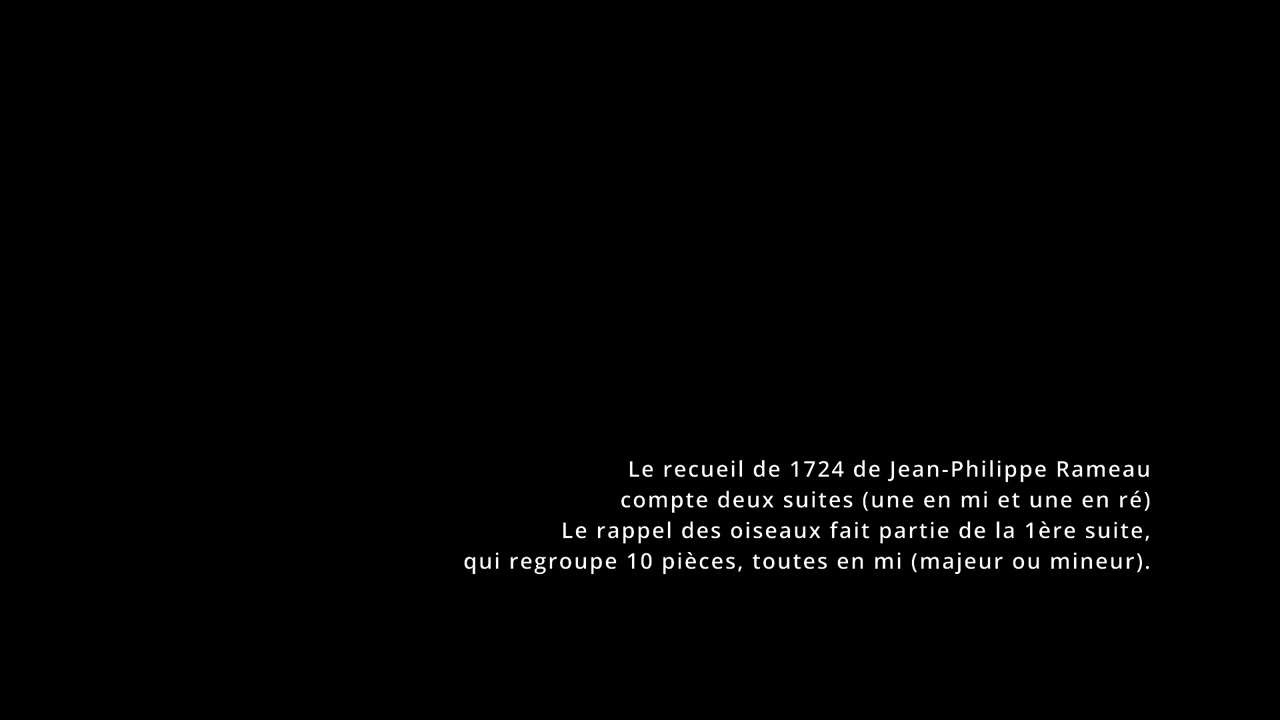 Le recueil de 1724 de Jean-Philippe Rameau
compte deux suites (une en mi et une en ré)
Le rappel des oiseaux fait partie de la 1ère suite,
qui regroupe 10 pièces, toutes en mi (majeur ou mineur).